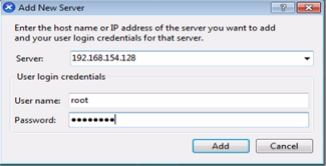 Add New Server
Enter the host name or IP address of the server you want to add
and your user login credentials for that server.
Server: 192.168.154.128
User login credentials
User name: root
Password: ••••••••
Add Cancel